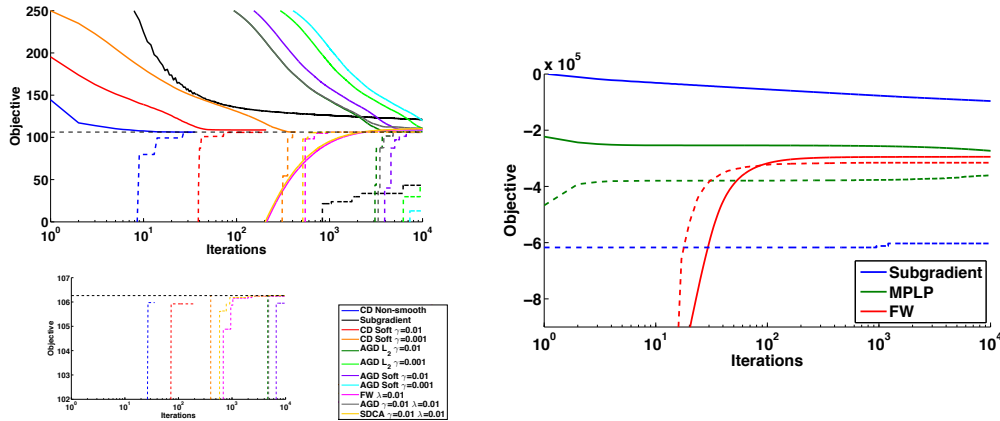 250
200
150
100
50
0
Objective
10^0
10^1
10^2
10^3
10^4
Iterations
107
106
105
104
103
102
Objective
10^0
10^1
10^2
10^3
10^4
Iterations
CD Non-smooth
Subgradient
CD Soft γ=0.01
CD Soft γ=0.001
AGD L_2 γ=0.01
AGD L_2 γ=0.001
AGD Soft γ=0.01
AGD Soft γ=0.001
FW λ=0.01
AGD γ=0.01 λ=0.01
SDCA γ=0.01 λ=0.01
x 10^5
0
-2
-4
-6
-8
Objective
10^0
10^1
10^2
10^3
10^4
Iterations
Subgradient
MPLP
FW